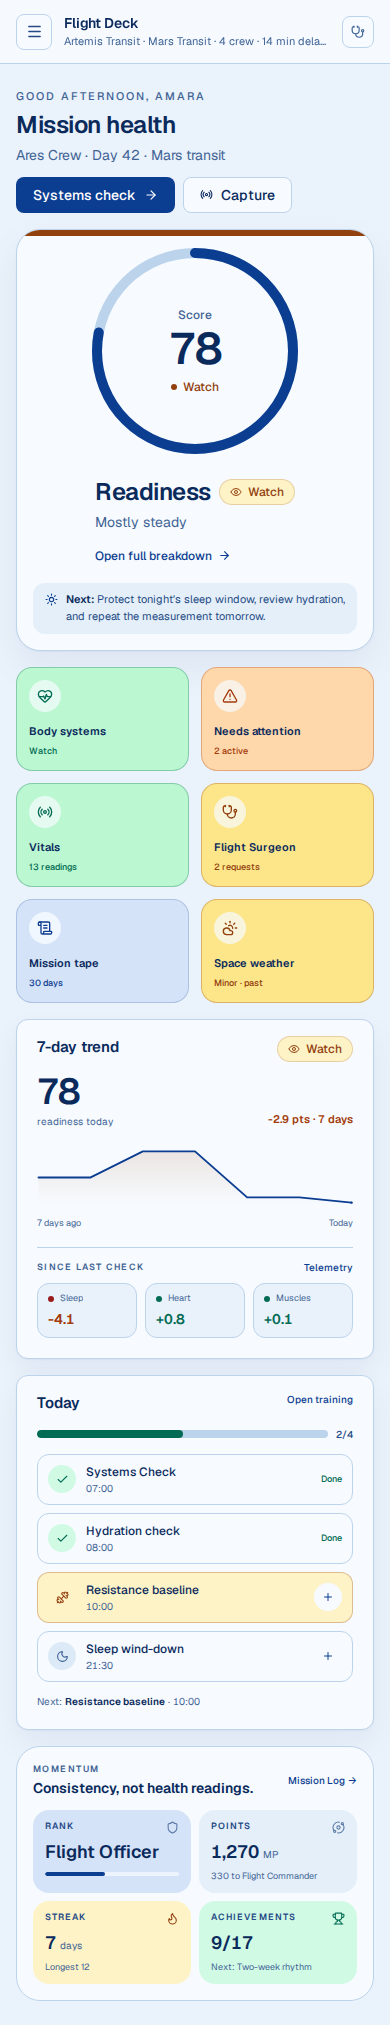 Flight Deck
Artemis Transit · Mars Transit · 4 crew · 14 min dela...
GOOD AFTERNOON, AMARA
Mission health
Ares Crew · Day 42 · Mars transit
Systems check →
Capture
Score
78
Watch
Readiness
Watch
Mostly steady
Open full breakdown →
Next: Protect tonight's sleep window, review hydration,
and repeat the measurement tomorrow.
Body systems
Watch
Needs attention
2 active
Vitals
13 readings
Flight Surgeon
2 requests
Mission tape
30 days
Space weather
Minor · past
7-day trend
Watch
78
readiness today
-2.9 pts · 7 days
7 days ago
Today
SINCE LAST CHECK
Telemetry
Sleep
-4.1
Heart
+0.8
Muscles
+0.1
Today
Open training
2/4
Systems Check
07:00
Done
Hydration check
08:00
Done
Resistance baseline
10:00
+
Sleep wind-down
21:30
+
Next: Resistance baseline · 10:00
MOMENTUM
Consistency, not health readings.
Mission Log →
RANK
Flight Officer
POINTS
1,270 MP
330 to Flight Commander
STREAK
7 days
Longest 12
ACHIEVEMENTS
9/17
Next: Two-week rhythm